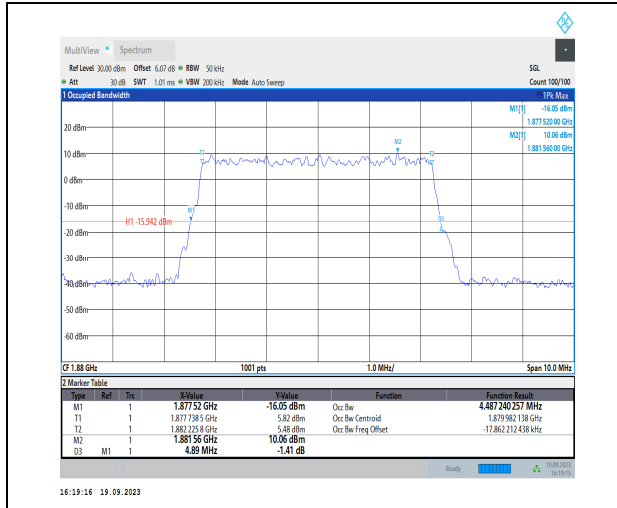 MultiView Spectrum
Ref Level 30.00 dBm Offset 6.07 dB RBW 50 kHz SGL
Att 30 dB SWT 1.01 ms VBW 200 kHz Mode Auto Sweep Count 100/100
1 Occupied Bandwidth 1Pk Max
M1[1] -16.05 dBm
1.877 520 00 GHz
M2[1] 10.06 dBm
1.881 560 00 GHz
20 dBm
M2
10 dBm T1 T2
0 dBm
-10 dBm
M1
H1 -15.942 dBm D3
-20 dBm
-30 dBm
-40 dBm
-50 dBm
-60 dBm
CF 1.88 GHz 1001 pts 1.0 MHz/ Span 10.0 MHz
2 Marker Table
Type Ref Trc X-Value Y-Value Function Function Result
M1 1 1.877 52 GHz -16.05 dBm Occ Bw 4.487 240 257 MHz
T1 1 1.877 738 5 GHz 5.82 dBm Occ Bw Centroid 1.879 982 138 GHz
T2 1 1.882 225 8 GHz 5.48 dBm Occ Bw Freq Offset -17.862 212 438 kHz
M2 1 1.881 56 GHz 10.06 dBm
D3 M1 1 4.89 MHz -1.41 dB
Ready 19.09.2023
16:19:15
16:19:16 19.09.2023